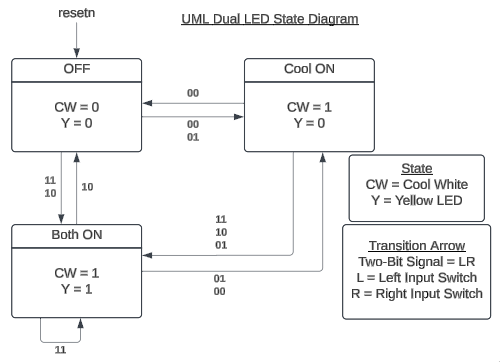 resetn
UML Dual LED State Diagram
OFF
CW = 0
Y = 0
Cool ON
CW = 1
Y = 0
00
00
01
11
10
10
Both ON
CW = 1
Y = 1
11
10
01
01
00
11
State
CW = Cool White
Y = Yellow LED
Transition Arrow
Two-Bit Signal = LR
L = Left Input Switch
R = Right Input Switch